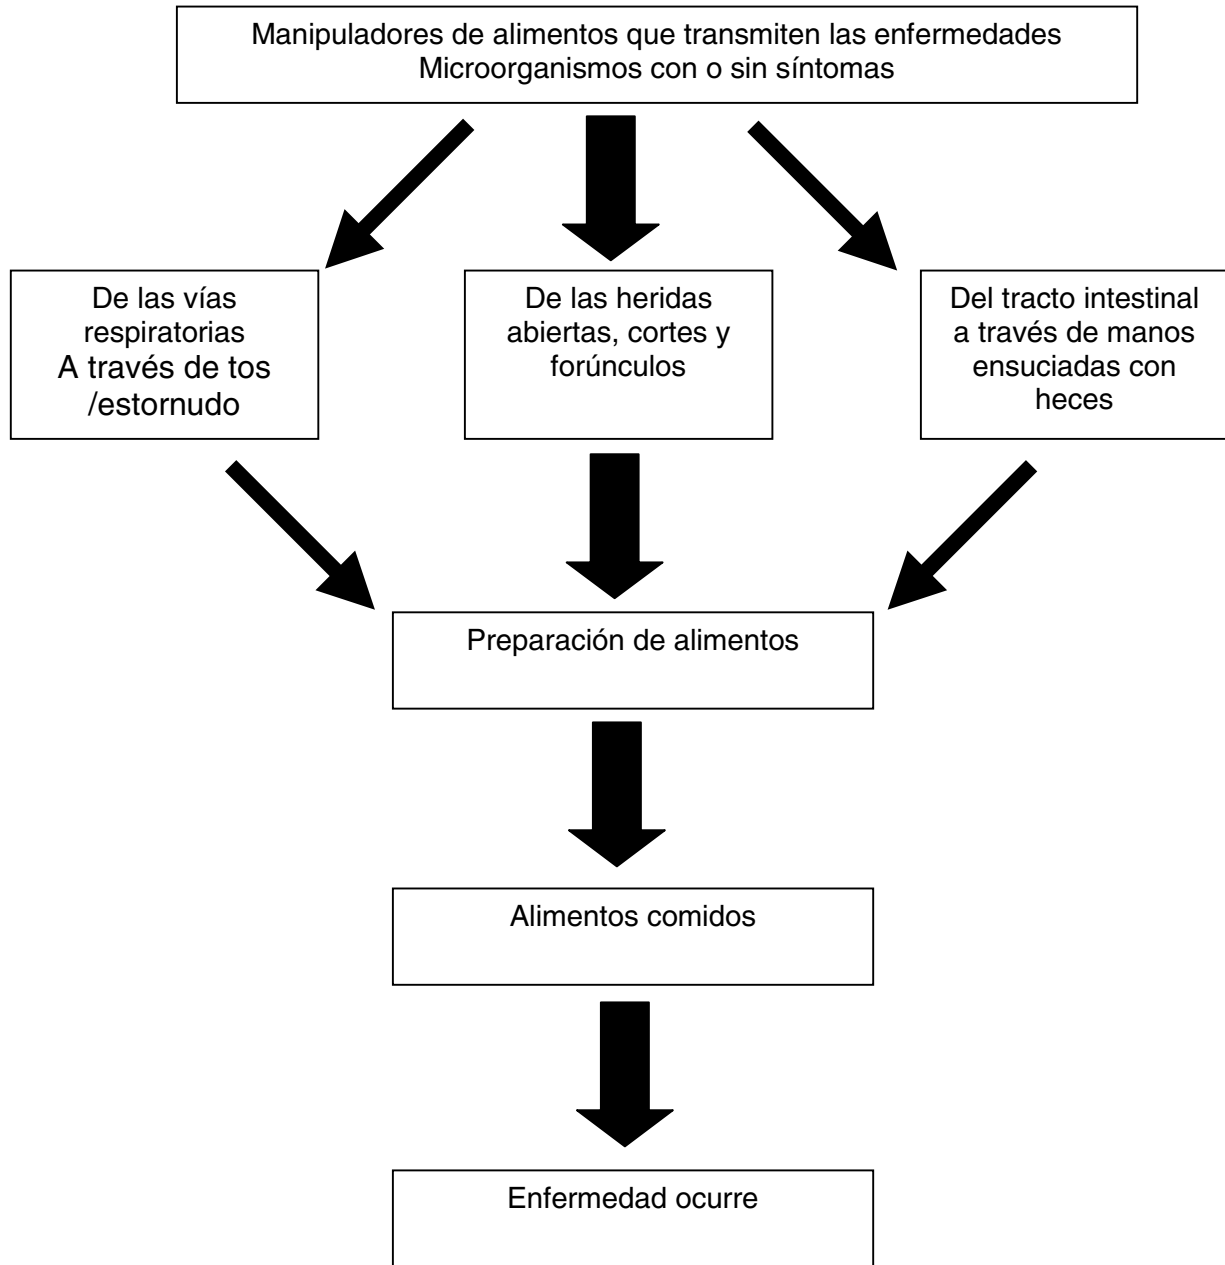 Manipuladores de alimentos que transmiten las enfermedades
Microorganismos con o sin síntomas
De las vías
respiratorias
A través de tos
/estornudo
De las heridas
abiertas, cortes y
forúnculos
Del tracto intestinal
a través de manos
ensuciadas con
heces
Preparación de alimentos
Alimentos comidos
Enfermedad ocurre